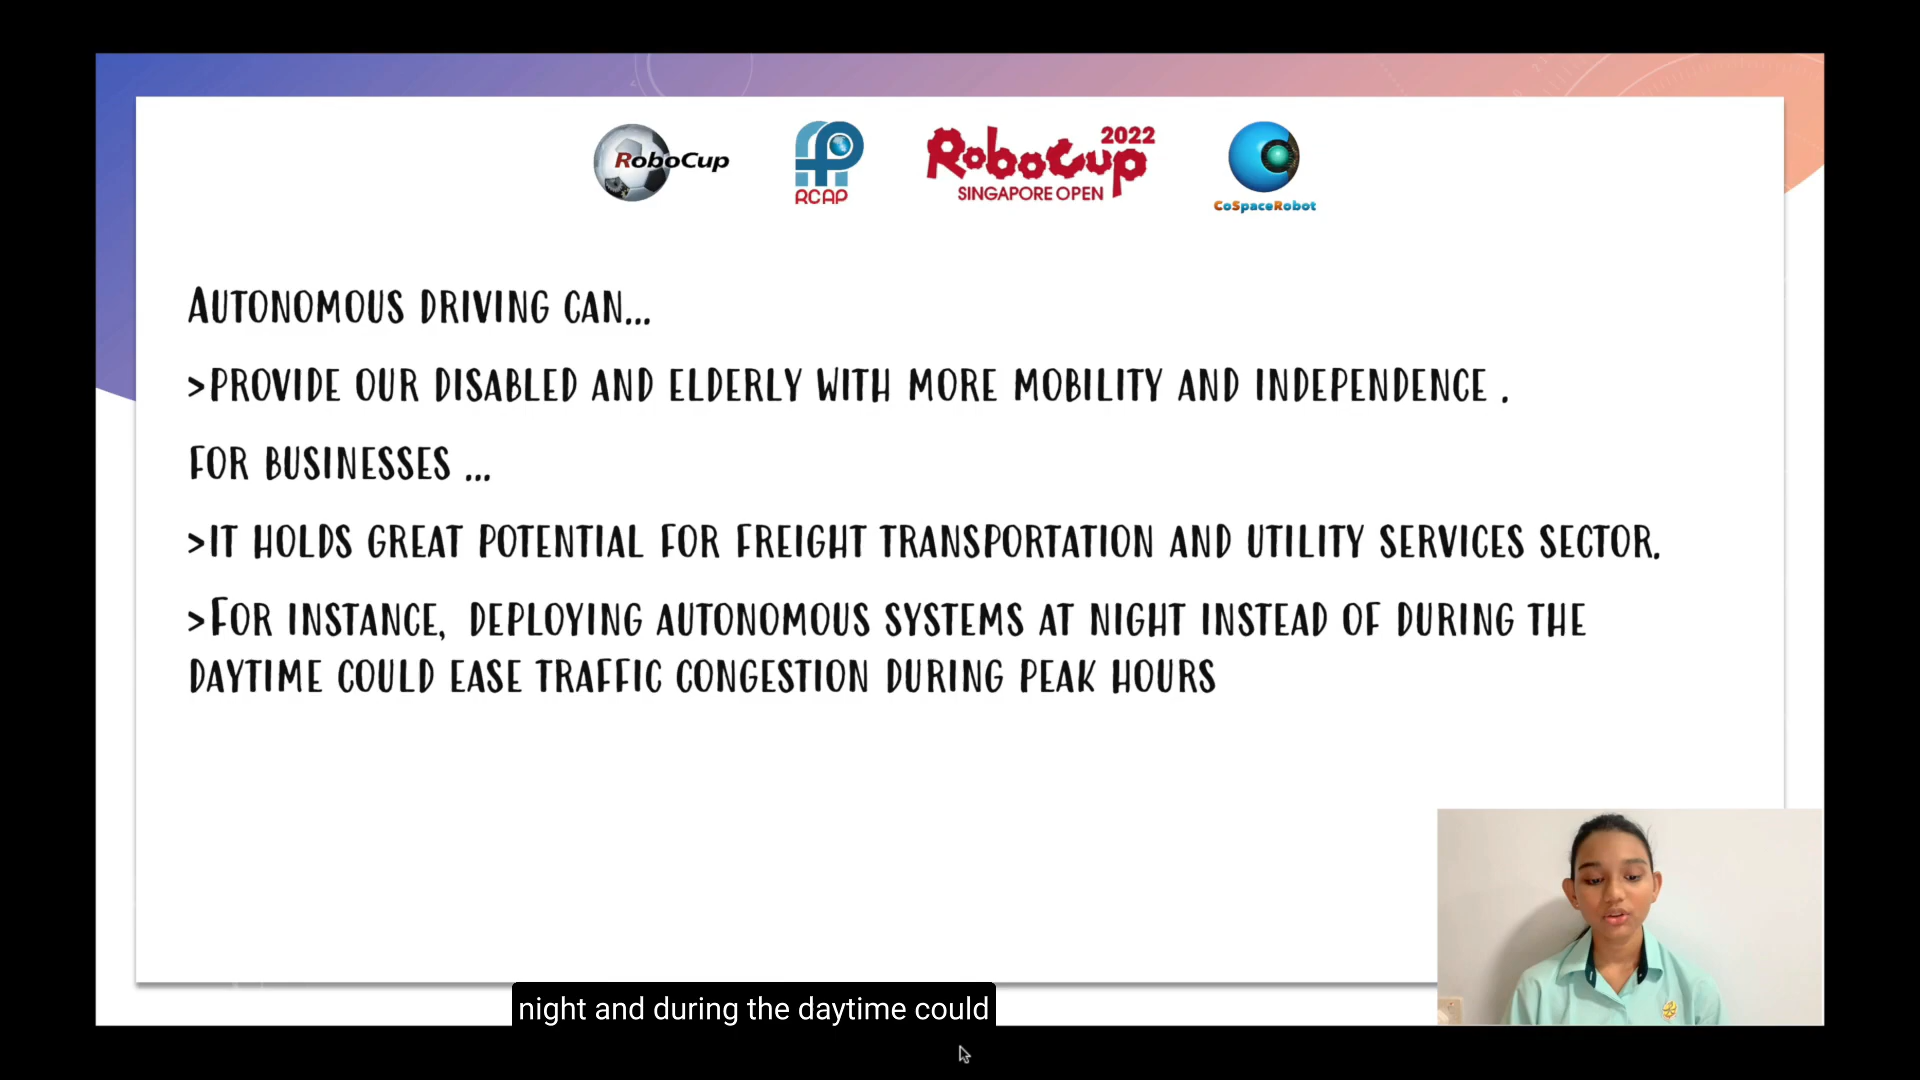 RoboCup
RCAP
RoboCup 2022
SINGAPORE OPEN
CoSpaceRobot
AUTONOMOUS DRIVING CAN...
>PROVIDE OUR DISABLED AND ELDERLY WITH MORE MOBILITY AND INDEPENDENCE .
FOR BUSINESSES ...
>IT HOLDS GREAT POTENTIAL FOR FREIGHT TRANSPORTATION AND UTILITY SERVICES SECTOR.
>FOR INSTANCE, DEPLOYING AUTONOMOUS SYSTEMS AT NIGHT INSTEAD OF DURING THE
DAYTIME COULD EASE TRAFFIC CONGESTION DURING PEAK HOURS
night and during the daytime could